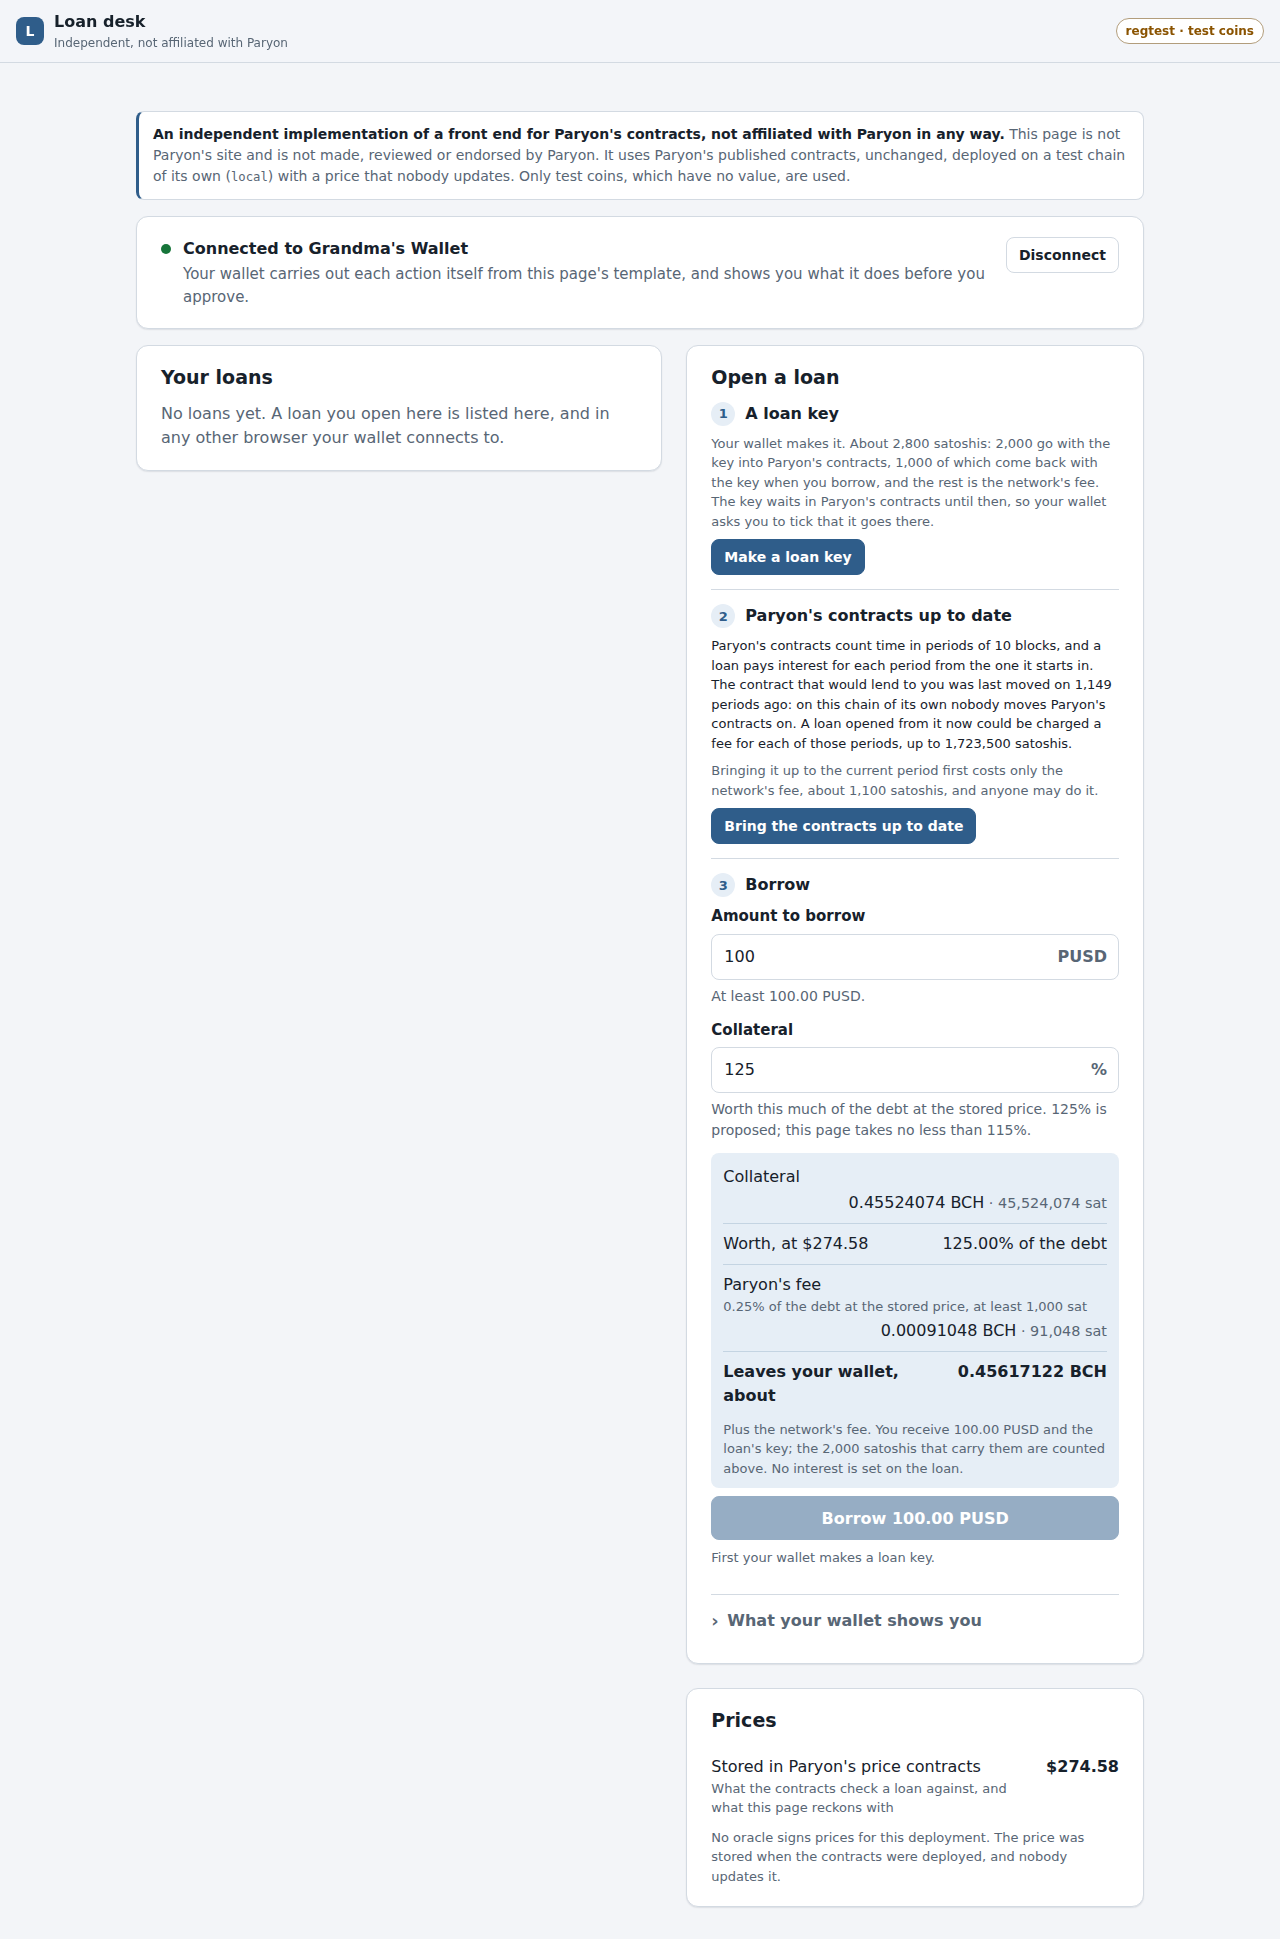 L
Loan desk
Independent, not affiliated with Paryon
regtest · test coins
An independent implementation of a front end for Paryon's contracts, not affiliated with Paryon in any way. This page is not
Paryon's site and is not made, reviewed or endorsed by Paryon. It uses Paryon's published contracts, unchanged, deployed on a test chain
of its own (local) with a price that nobody updates. Only test coins, which have no value, are used.
Connected to Grandma's Wallet
Your wallet carries out each action itself from this page's template, and shows you what it does before you
approve.
Disconnect
Your loans
No loans yet. A loan you open here is listed here, and in
any other browser your wallet connects to.
Open a loan
1 A loan key
Your wallet makes it. About 2,800 satoshis: 2,000 go with the
key into Paryon's contracts, 1,000 of which come back with
the key when you borrow, and the rest is the network's fee.
The key waits in Paryon's contracts until then, so your wallet
asks you to tick that it goes there.
Make a loan key
2 Paryon's contracts up to date
Paryon's contracts count time in periods of 10 blocks, and a
loan pays interest for each period from the one it starts in.
The contract that would lend to you was last moved on 1,149
periods ago: on this chain of its own nobody moves Paryon's
contracts on. A loan opened from it now could be charged a
fee for each of those periods, up to 1,723,500 satoshis.
Bringing it up to the current period first costs only the
network's fee, about 1,100 satoshis, and anyone may do it.
Bring the contracts up to date
3 Borrow
Amount to borrow
100 PUSD
At least 100.00 PUSD.
Collateral
125 %
Worth this much of the debt at the stored price. 125% is
proposed; this page takes no less than 115%.
Collateral
0.45524074 BCH · 45,524,074 sat
Worth, at $274.58 125.00% of the debt
Paryon's fee
0.25% of the debt at the stored price, at least 1,000 sat
0.00091048 BCH · 91,048 sat
Leaves your wallet, 0.45617122 BCH
about
Plus the network's fee. You receive 100.00 PUSD and the
loan's key; the 2,000 satoshis that carry them are counted
above. No interest is set on the loan.
Borrow 100.00 PUSD
First your wallet makes a loan key.
› What your wallet shows you
Prices
Stored in Paryon's price contracts $274.58
What the contracts check a loan against, and
what this page reckons with
No oracle signs prices for this deployment. The price was
stored when the contracts were deployed, and nobody
updates it.